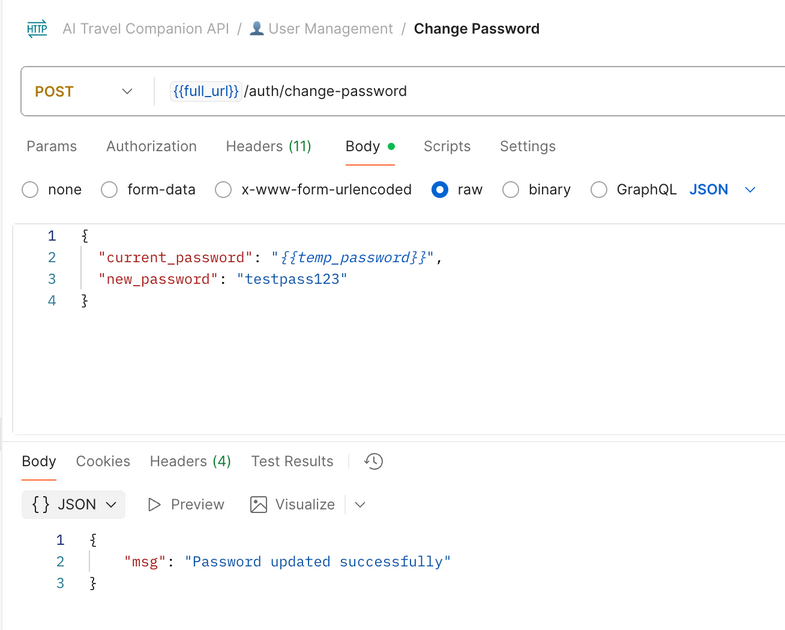 HTTP AI Travel Companion API / 👤 User Management / Change Password
POST {{full_url}} /auth/change-password
Params Authorization Headers (11) Body Scripts Settings
none form-data x-www-form-urlencoded raw binary GraphQL JSON
1 {
2 "current_password": "{{temp_password}}",
3 "new_password": "testpass123"
4 }
Body Cookies Headers (4) Test Results
{} JSON Preview Visualize
1 {
2 "msg": "Password updated successfully"
3 }